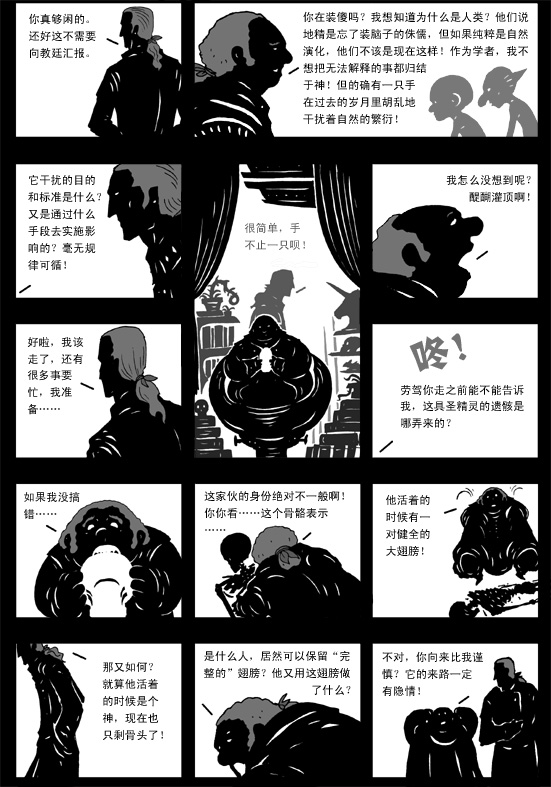 你真够闲的。
还好这不需要
向教廷汇报。
你在装傻吗？我想知道为什么是人类？他们说
地精是忘了装脑子的侏儒，但如果纯粹是自然
演化，他们不该是现在这样！作为学者，我不
想把无法解释的事都归结
于神！但的确有一只手
在过去的岁月里胡乱地
干扰着自然的繁衍！
它干扰的目的
和标准是什么？
又是通过什么
手段去实施影
响的？毫无规
律可循！
很简单，手
不止一只呗！
我怎么没想到呢？
醍醐灌顶啊！
好啦，我该
走了，还有
很多事要
忙，我准
备……
咚！
劳驾你走之前能不能告诉
我，这具圣精灵的遗骸是
哪弄来的？
如果我没搞
错……
这家伙的身份绝对不一般啊！
你你看……这个骨骼表示
……
他活着的
时候有一
对健全的
大翅膀！
那又如何？
就算他活着
的时候是个
神，现在也
只剩骨头了！
是什么人，居然可以保留“完
整的”翅膀？他又用这翅膀做
了什么？
不对，你向来比我谨
慎？它的来路一定
有隐情！